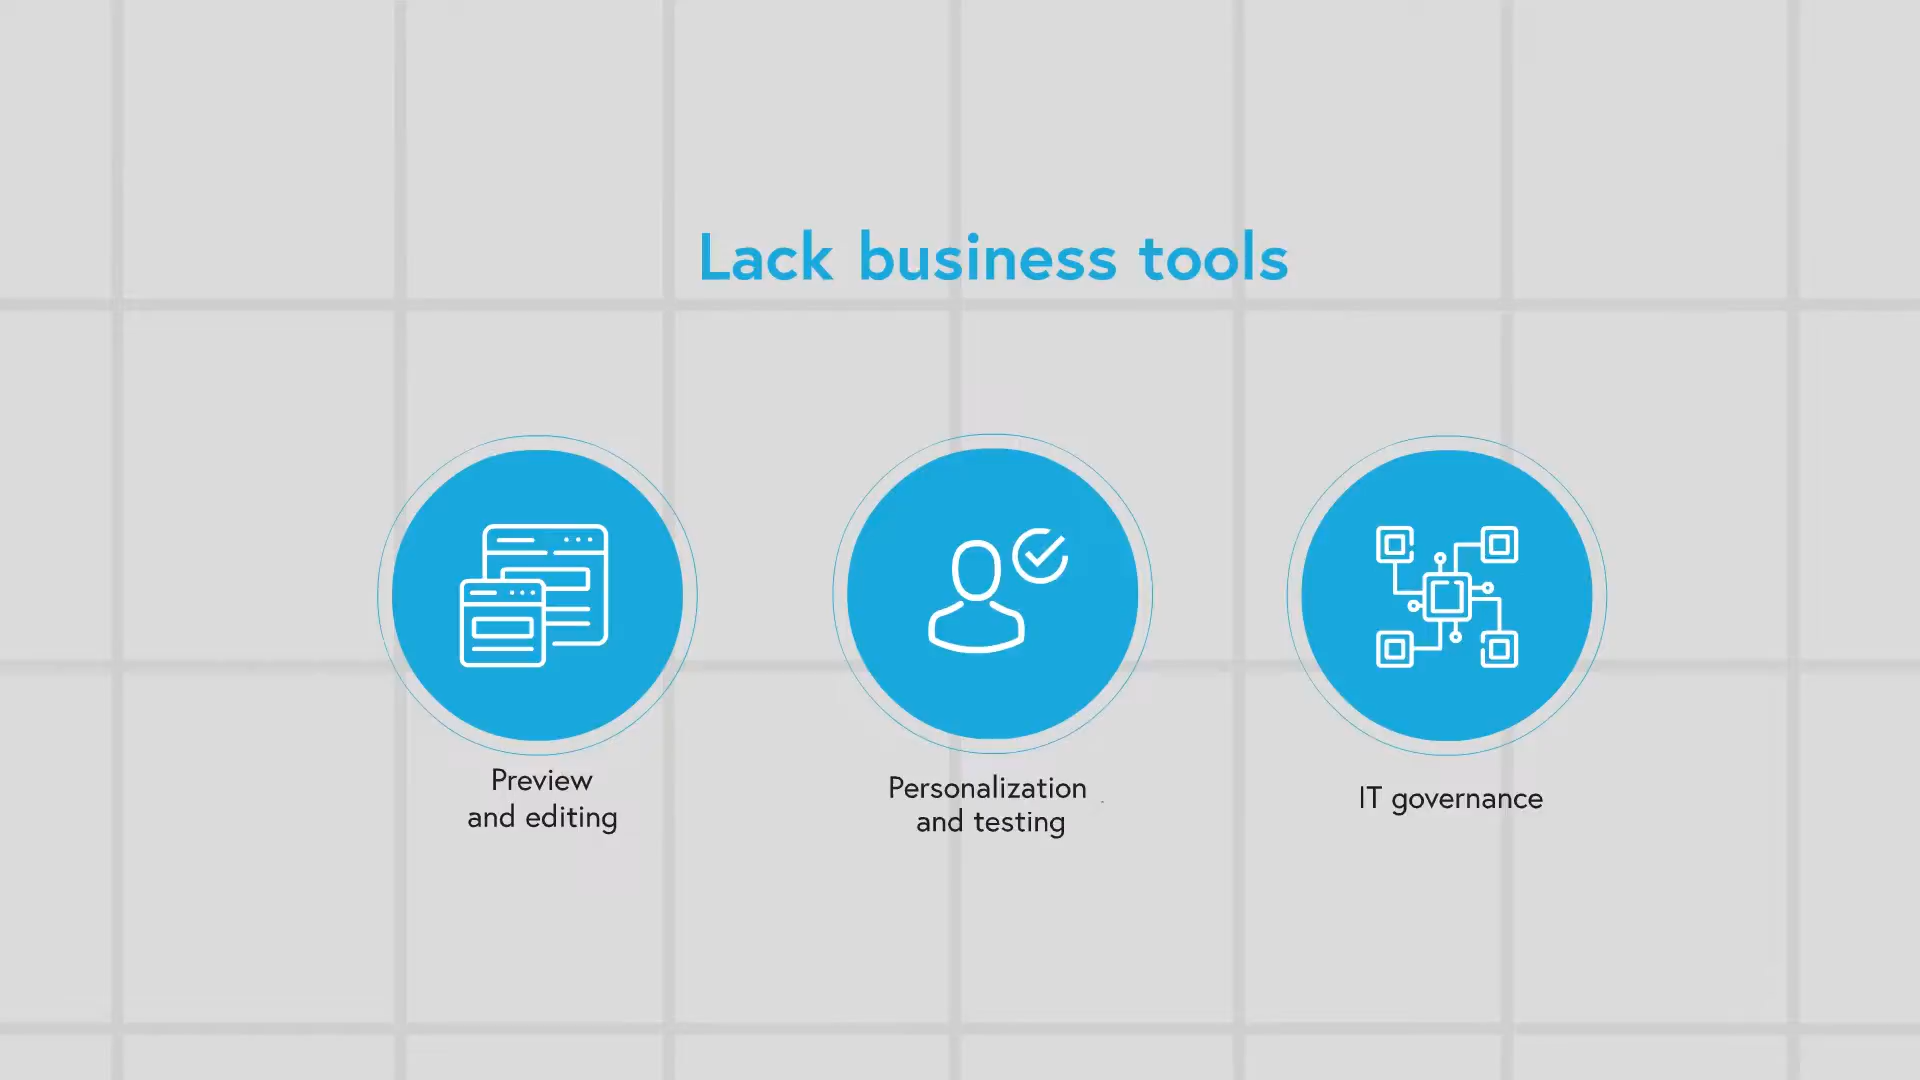 Lack business tools
Preview
and editing
Personalization
and testing
IT governance